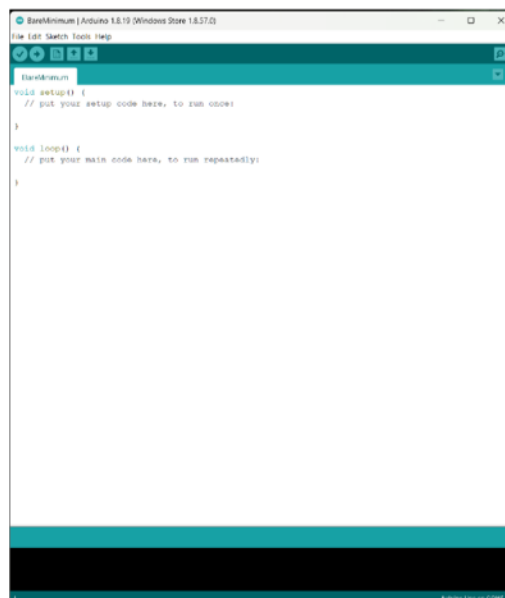 BareMinimum | Arduino 1.8.19 (Windows Store 1.8.57.0)
File Edit Sketch Tools Help
BareMinimum
void setup() {
// put your setup code here, to run once:
}
void loop() {
// put your main code here, to run repeatedly:
}